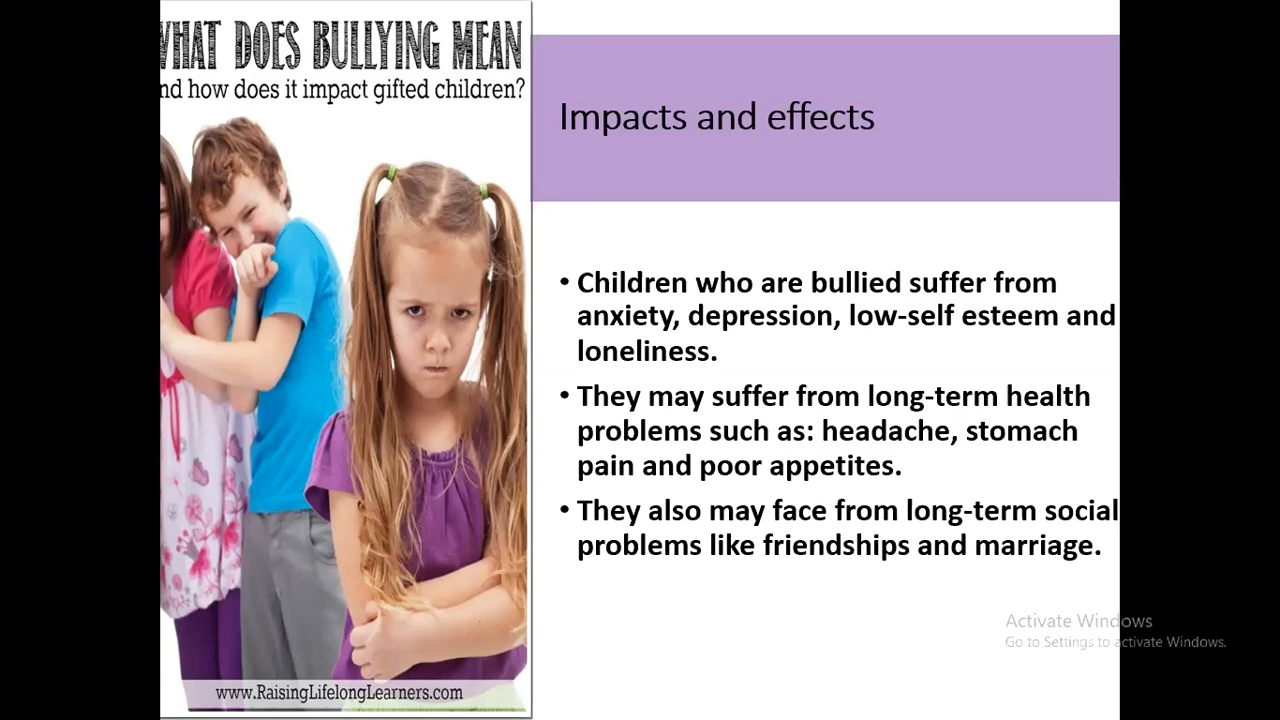 WHAT DOES BULLYING MEAN
nd how does it impact gifted children?
www.RaisingLifelongLearners.com
Impacts and effects
• Children who are bullied suffer from
anxiety, depression, low-self esteem and
loneliness.
• They may suffer from long-term health
problems such as: headache, stomach
pain and poor appetites.
• They also may face from long-term social
problems like friendships and marriage.
Activate Windows
Go to Settings to activate Windows.